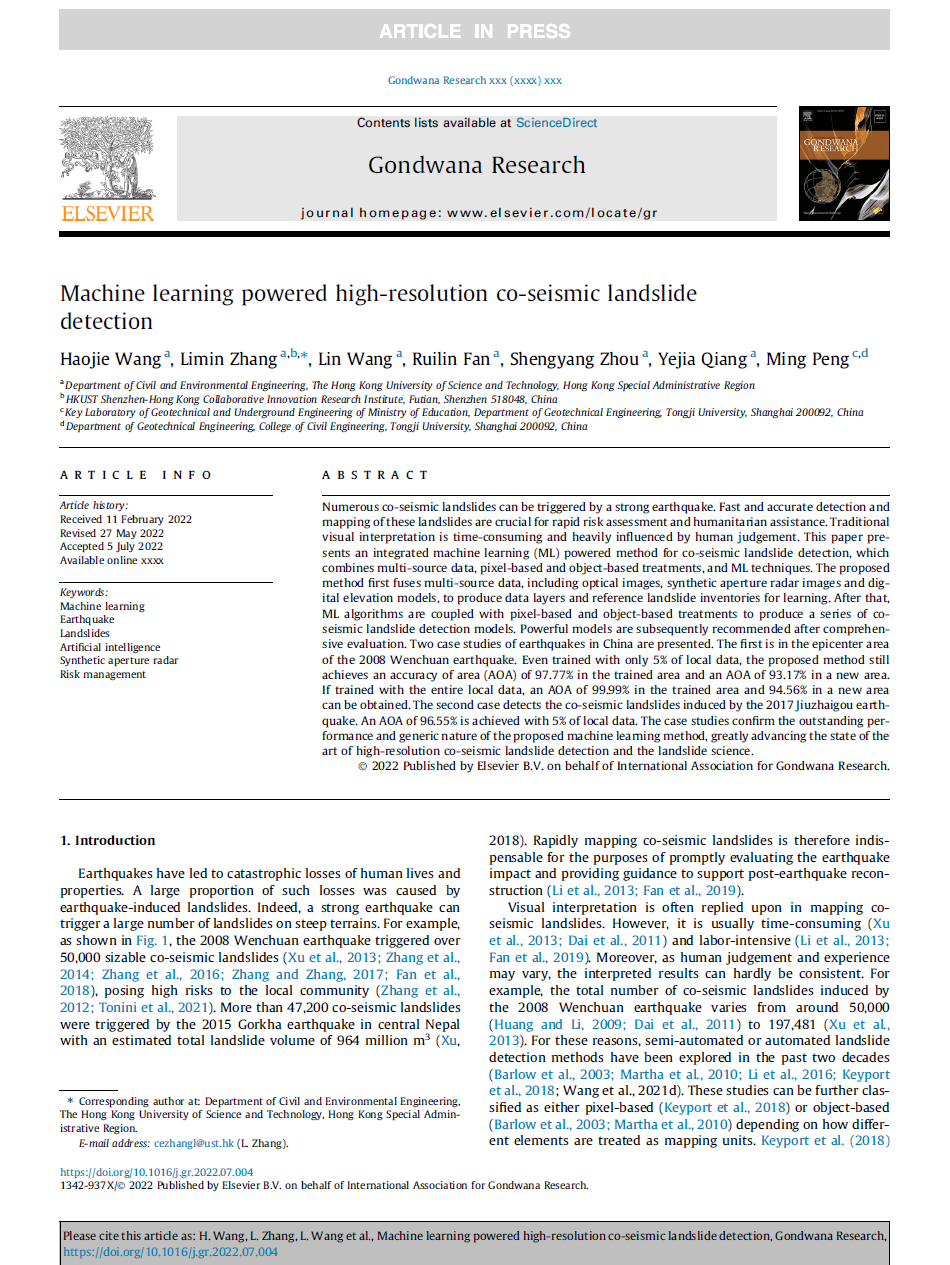 ARTICLE IN PRESS
Gondwana Research xxx (xxxx) xxx
Contents lists available at ScienceDirect
Gondwana Research
journal homepage: www.elsevier.com/locate/gr
ELSEVIER
GONDWANA
RESEARCH
Machine learning powered high-resolution co-seismic landslide
detection
Haojie Wang a, Limin Zhang a,b,*, Lin Wang a, Ruilin Fan a, Shengyang Zhou a, Yejia Qiang a, Ming Peng c,d
a Department of Civil and Environmental Engineering, The Hong Kong University of Science and Technology, Hong Kong Special Administrative Region
b HKUST Shenzhen-Hong Kong Collaborative Innovation Research Institute, Futian, Shenzhen 518048, China
c Key Laboratory of Geotechnical and Underground Engineering of Ministry of Education, Department of Geotechnical Engineering, Tongji University, Shanghai 200092, China
d Department of Geotechnical Engineering, College of Civil Engineering, Tongji University, Shanghai 200092, China
ARTICLE INFO
Article history:
Received 11 February 2022
Revised 27 May 2022
Accepted 5 July 2022
Available online xxxx
Keywords:
Machine learning
Earthquake
Landslides
Artificial intelligence
Synthetic aperture radar
Risk management
ABSTRACT
Numerous co-seismic landslides can be triggered by a strong earthquake. Fast and accurate detection and
mapping of these landslides are crucial for rapid risk assessment and humanitarian assistance. Traditional
visual interpretation is time-consuming and heavily influenced by human judgement. This paper pre-
sents an integrated machine learning (ML) powered method for co-seismic landslide detection, which
combines multi-source data, pixel-based and object-based treatments, and ML techniques. The proposed
method first fuses multi-source data, including optical images, synthetic aperture radar images and dig-
ital elevation models, to produce data layers and reference landslide inventories for learning. After that,
ML algorithms are coupled with pixel-based and object-based treatments to produce a series of co-
seismic landslide detection models. Powerful models are subsequently recommended after comprehen-
sive evaluation. Two case studies of earthquakes in China are presented. The first is in the epicenter area
of the 2008 Wenchuan earthquake. Even trained with only 5% of local data, the proposed method still
achieves an accuracy of area (AOA) of 97.77% in the trained area and an AOA of 93.17% in a new area.
If trained with the entire local data, an AOA of 99.99% in the trained area and 94.56% in a new area
can be obtained. The second case detects the co-seismic landslides induced by the 2017 Jiuzhaigou earth-
quake. An AOA of 96.55% is achieved with 5% of local data. The case studies confirm the outstanding per-
formance and generic nature of the proposed machine learning method, greatly advancing the state of the
art of high-resolution co-seismic landslide detection and the landslide science.
© 2022 Published by Elsevier B.V. on behalf of International Association for Gondwana Research.
1. Introduction
Earthquakes have led to catastrophic losses of human lives and
properties. A large proportion of such losses was caused by
earthquake-induced landslides. Indeed, a strong earthquake can
trigger a large number of landslides on steep terrains. For example,
as shown in Fig. 1, the 2008 Wenchuan earthquake triggered over
50,000 sizable co-seismic landslides (Xu et al., 2013; Zhang et al.,
2014; Zhang et al., 2016; Zhang and Zhang, 2017; Fan et al.,
2018), posing high risks to the local community (Zhang et al.,
2012; Tonini et al., 2021). More than 47,200 co-seismic landslides
were triggered by the 2015 Gorkha earthquake in central Nepal
with an estimated total landslide volume of 964 million m³ (Xu,
* Corresponding author at: Department of Civil and Environmental Engineering,
The Hong Kong University of Science and Technology, Hong Kong Special Admin-
istrative Region.
E-mail address: cezhangl@ust.hk (L. Zhang).
2018). Rapidly mapping co-seismic landslides is therefore indis-
pensable for the purposes of promptly evaluating the earthquake
impact and providing guidance to support post-earthquake recon-
struction (Li et al., 2013; Fan et al., 2019).
Visual interpretation is often replied upon in mapping co-
seismic landslides. However, it is usually time-consuming (Xu
et al., 2013; Dai et al., 2011) and labor-intensive (Li et al., 2013;
Fan et al., 2019). Moreover, as human judgement and experience
may vary, the interpreted results can hardly be consistent. For
example, the total number of co-seismic landslides induced by
the 2008 Wenchuan earthquake varies from around 50,000
(Huang and Li, 2009; Dai et al., 2011) to 197,481 (Xu et al.,
2013). For these reasons, semi-automated or automated landslide
detection methods have been explored in the past two decades
(Barlow et al., 2003; Martha et al., 2010; Li et al., 2016; Keyport
et al., 2018; Wang et al., 2021d). These studies can be further clas-
sified as either pixel-based (Keyport et al., 2018) or object-based
(Barlow et al., 2003; Martha et al., 2010) depending on how differ-
ent elements are treated as mapping units. Keyport et al. (2018)
https://doi.org/10.1016/j.gr.2022.07.004
1342-937X/© 2022 Published by Elsevier B.V. on behalf of International Association for Gondwana Research.
Please cite this article as: H. Wang, L. Zhang, L. Wang et al., Machine learning powered high-resolution co-seismic landslide detection, Gondwana Research,
https://doi.org/10.1016/j.gr.2022.07.004